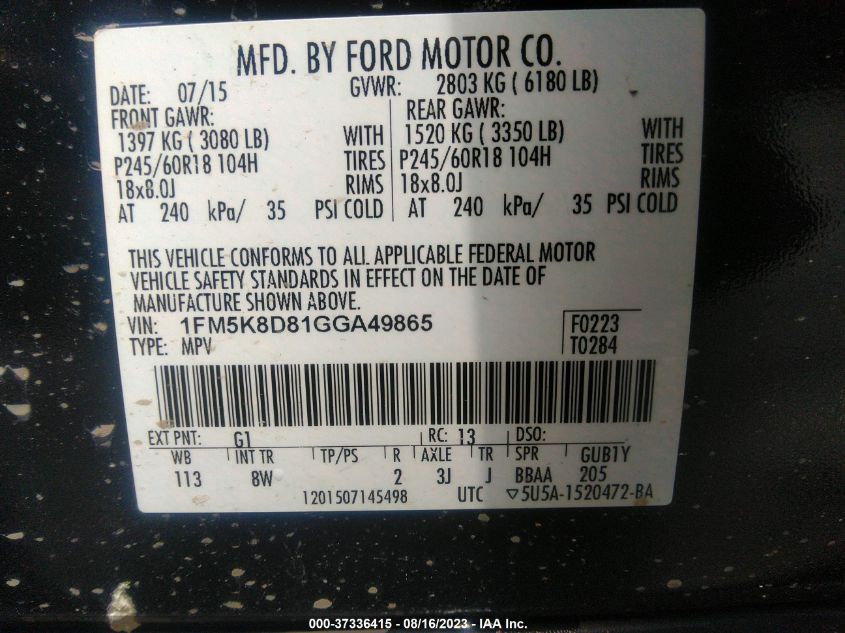 MFD. BY FORD MOTOR CO.
DATE: 07/15 GVWR: 2803 KG ( 6180 LB)
FRONT GAWR: REAR GAWR:
1397 KG ( 3080 LB) WITH 1520 KG ( 3350 LB) WITH
P245/60R18 104H TIRES P245/60R18 104H TIRES
18x8.0J RIMS 18x8.0J RIMS
AT 240 kPa/ 35 PSI COLD AT 240 kPa/ 35 PSI COLD
THIS VEHICLE CONFORMS TO ALL APPLICABLE FEDERAL MOTOR
VEHICLE SAFETY STANDARDS IN EFFECT ON THE DATE OF
MANUFACTURE SHOWN ABOVE.
VIN: 1FM5K8D81GGA49865 F0223
TYPE: MPV T0284
EXT PNT: G1 RC: 13 DSO:
WB INT TR TP/PS R AXLE TR SPR GUB1Y
113 8W 2 3J J BBAA 205
1201507145498 UTC ▽5U5A-1520472-BA
000-37336415 - 08/16/2023 - IAA Inc.